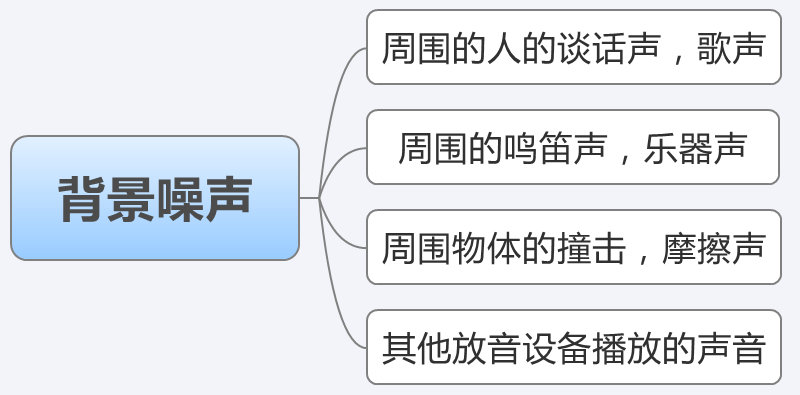 背景噪声
周围的人的谈话声，歌声
周围的鸣笛声，乐器声
周围物体的撞击，摩擦声
其他放音设备播放的声音